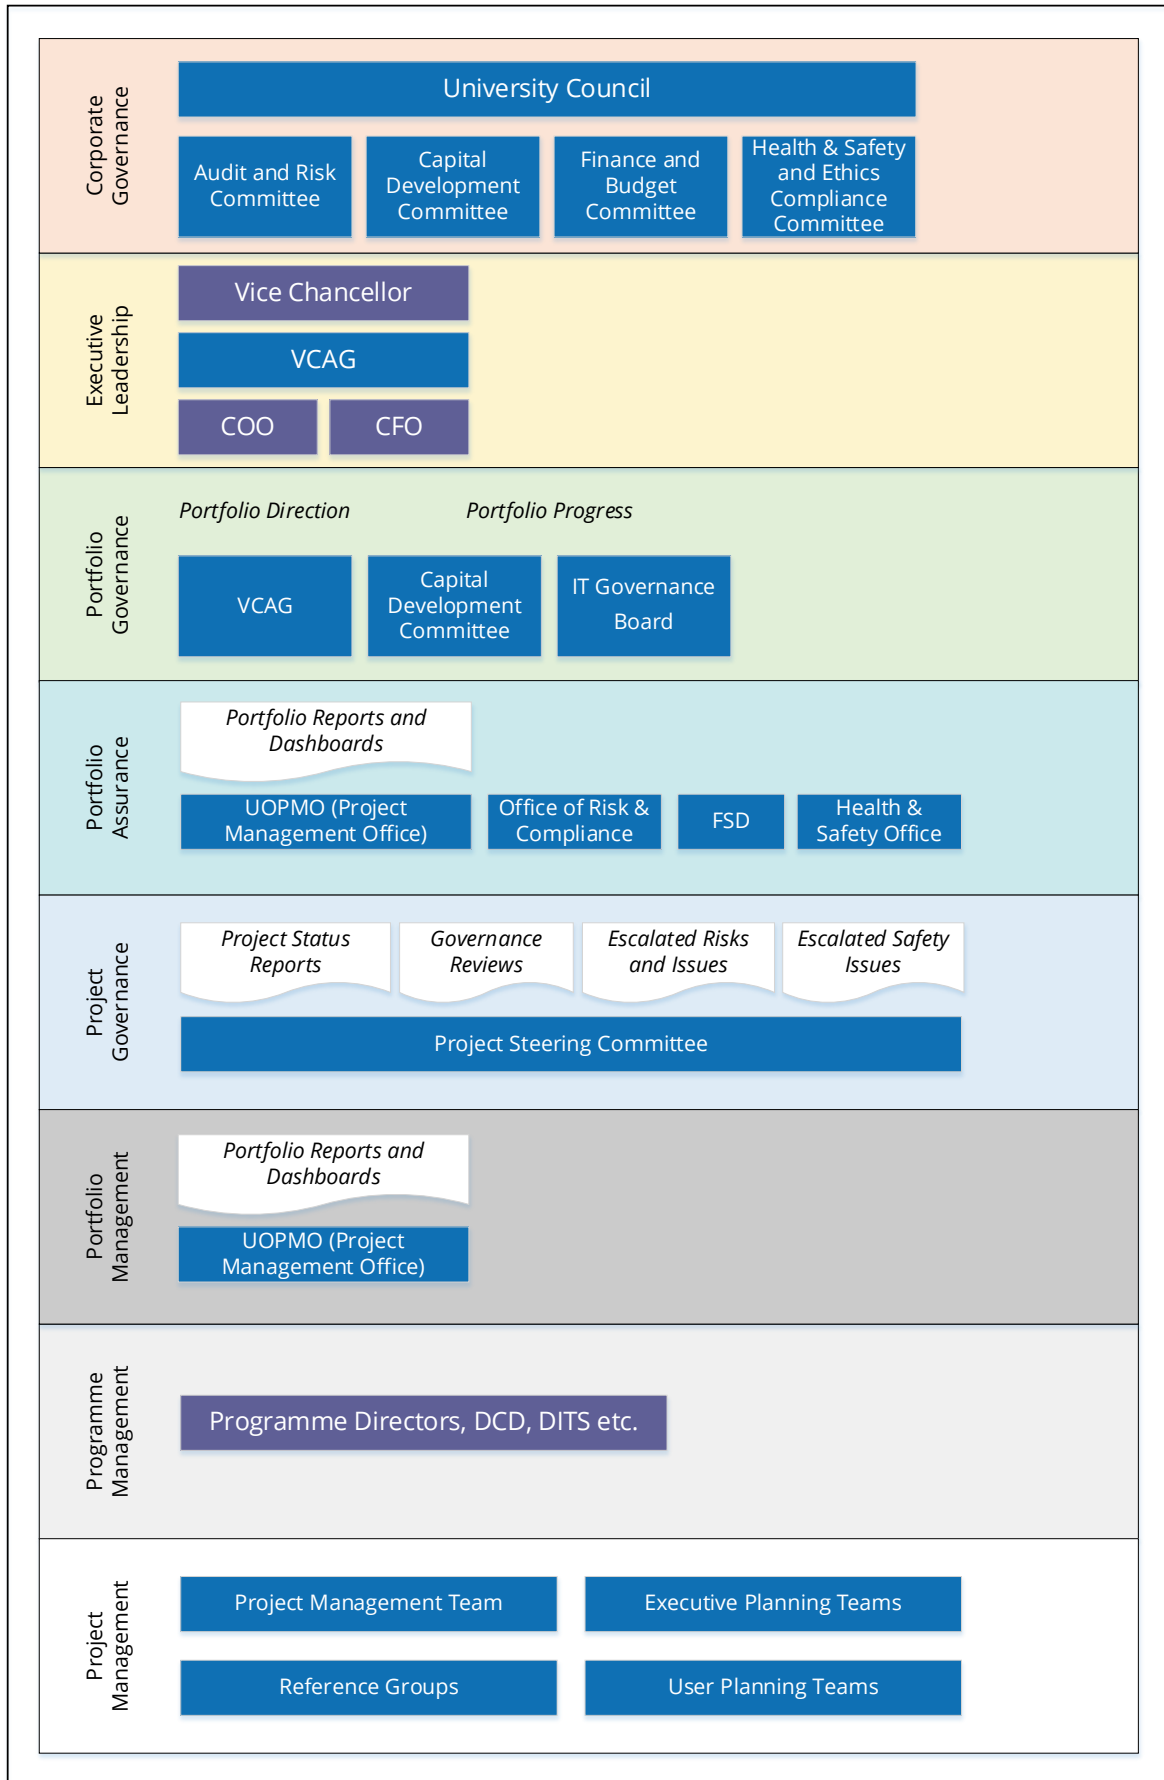 Corporate
Governance
University Council
Audit and Risk
Committee
Capital
Development
Committee
Finance and
Budget
Committee
Health & Safety
and Ethics
Compliance
Committee
Executive
Leadership
Vice Chancellor
VCAG
COO
CFO
Portfolio
Governance
Portfolio Direction
Portfolio Progress
VCAG
Capital
Development
Committee
IT Governance
Board
Portfolio
Assurance
Portfolio Reports and
Dashboards
UOPMO (Project
Management Office)
Office of Risk &
Compliance
FSD
Health &
Safety Office
Project
Governance
Project Status
Reports
Governance
Reviews
Escalated Risks
and Issues
Escalated Safety
Issues
Project Steering Committee
Portfolio
Management
Portfolio Reports and
Dashboards
UOPMO (Project
Management Office)
Programme
Management
Programme Directors, DCD, DITS etc.
Project
Management
Project Management Team
Executive Planning Teams
Reference Groups
User Planning Teams